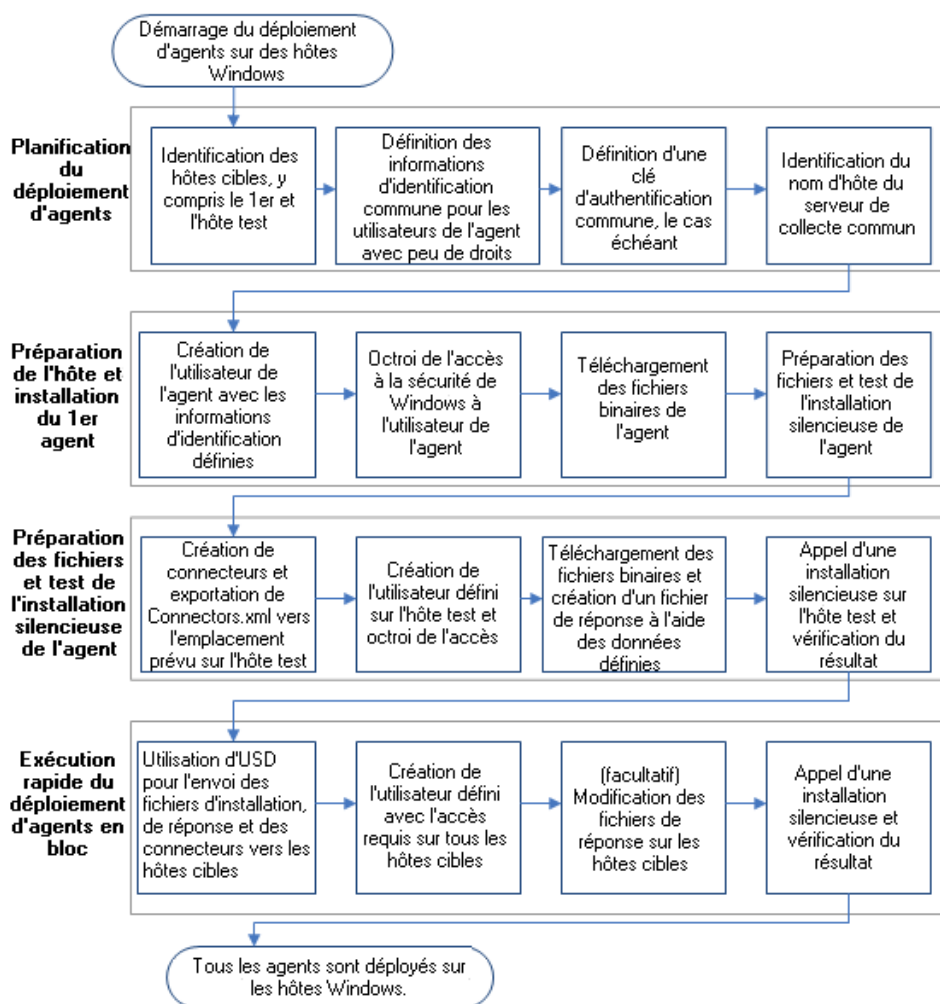 Démarrage du déploiement
d'agents sur des hôtes
Windows
Planification
du
déploiement
d'agents
Identification des
hôtes cibles, y
compris le 1er et
l'hôte test
Définition des
informations
d'identification
commune pour les
utilisateurs de l'agent
avec peu de droits
Définition d'une
clé
d'authentification
commune, le cas
échéant
Identification du
nom d'hôte du
serveur de
collecte commun
Préparation
de l'hôte et
installation
du 1er
agent
Création de
l'utilisateur de
l'agent avec les
informations
d'identification
définies
Octroi de l'accès
à la sécurité de
Windows à
l'utilisateur de
l'agent
Téléchargement
des fichiers
binaires de
l'agent
Préparation des
fichiers et test de
l'installation
silencieuse de
l'agent
Préparation
des fichiers
et test de
l'installation
silencieuse
de l'agent
Création de
connecteurs et
exportation de
Connectors.xml vers
l'emplacement
prévu sur l'hôte test
Création de
l'utilisateur défini
sur l'hôte test et
octroi de l'accès
Téléchargement des
fichiers binaires et
création d'un fichier
de réponse à l'aide
des données
définies
Appel d'une
installation
silencieuse sur
l'hôte test et
vérification du
résultat
Exécution
rapide du
déploiement
d'agents en
bloc
Utilisation d'USD
pour l'envoi des
fichiers d'installation,
de réponse et des
connecteurs vers les
hôtes cibles
Création de
l'utilisateur défini
avec l'accès
requis sur tous les
hôtes cibles
(facultatif)
Modification des
fichiers de
réponse sur les
hôtes cibles
Appel d'une
installation
silencieuse et
vérification du
résultat
Tous les agents sont déployés sur
les hôtes Windows.